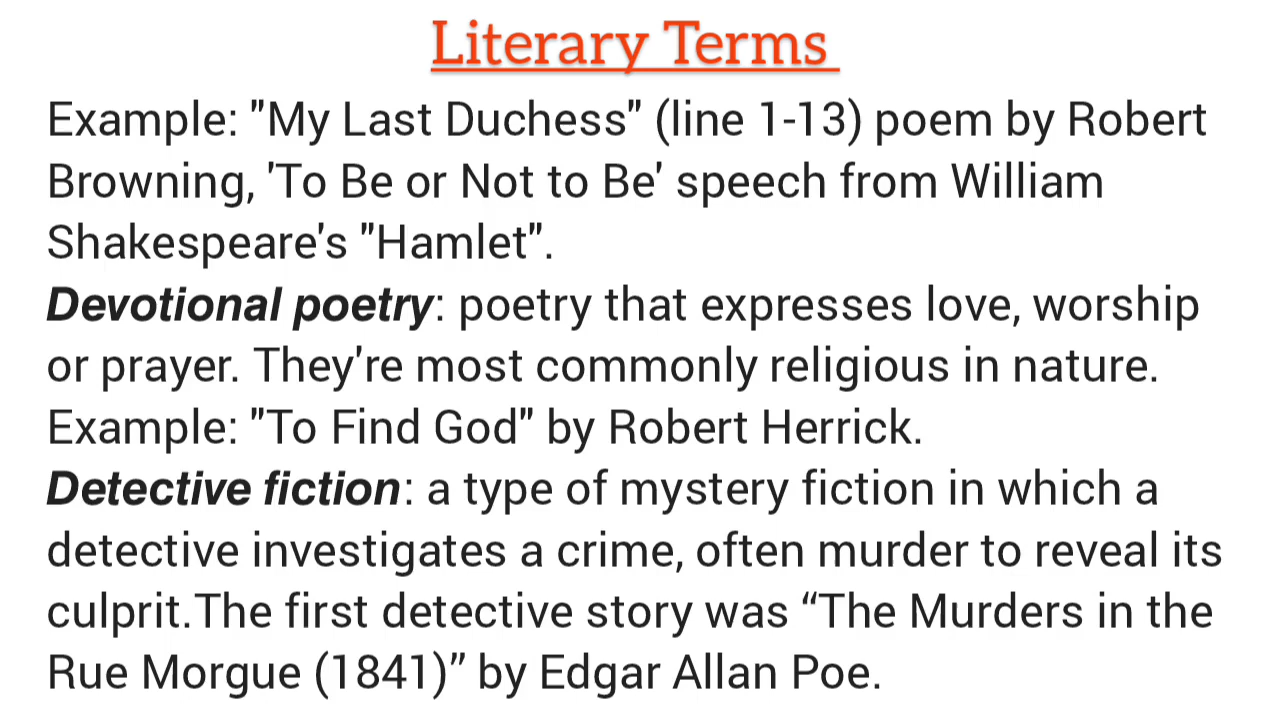 Literary Terms
Example: "My Last Duchess" (line 1-13) poem by Robert
Browning, 'To Be or Not to Be' speech from William
Shakespeare's "Hamlet".
Devotional poetry: poetry that expresses love, worship
or prayer. They're most commonly religious in nature.
Example: "To Find God" by Robert Herrick.
Detective fiction: a type of mystery fiction in which a
detective investigates a crime, often murder to reveal its
culprit.The first detective story was “The Murders in the
Rue Morgue (1841)” by Edgar Allan Poe.